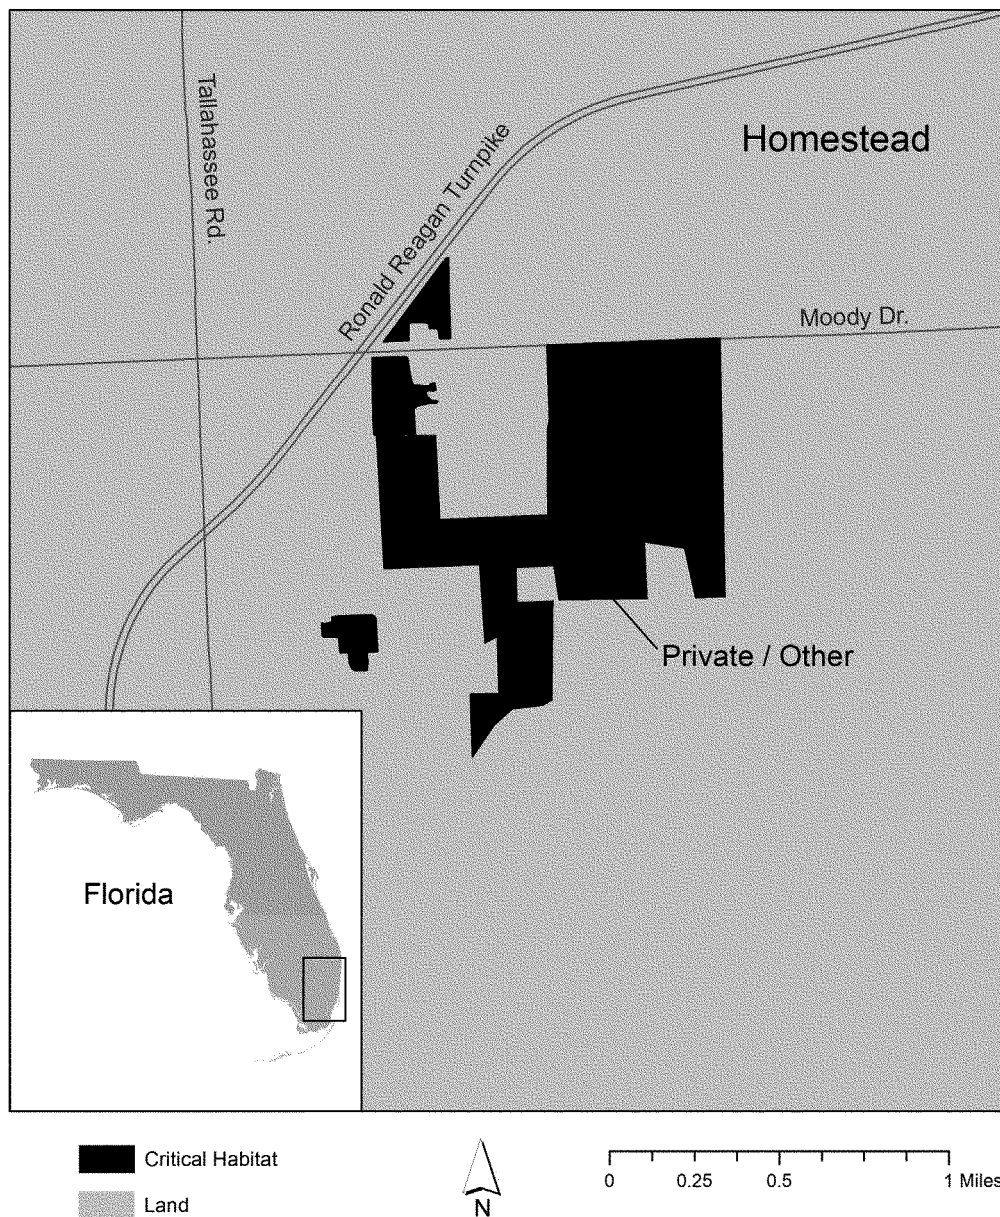 Tallahassee Rd.
Ronald Reagan Turnpike
Homestead
Moody Dr.
Private / Other
Florida
Critical Habitat
Land
N
0 0.25 0.5 1 Miles